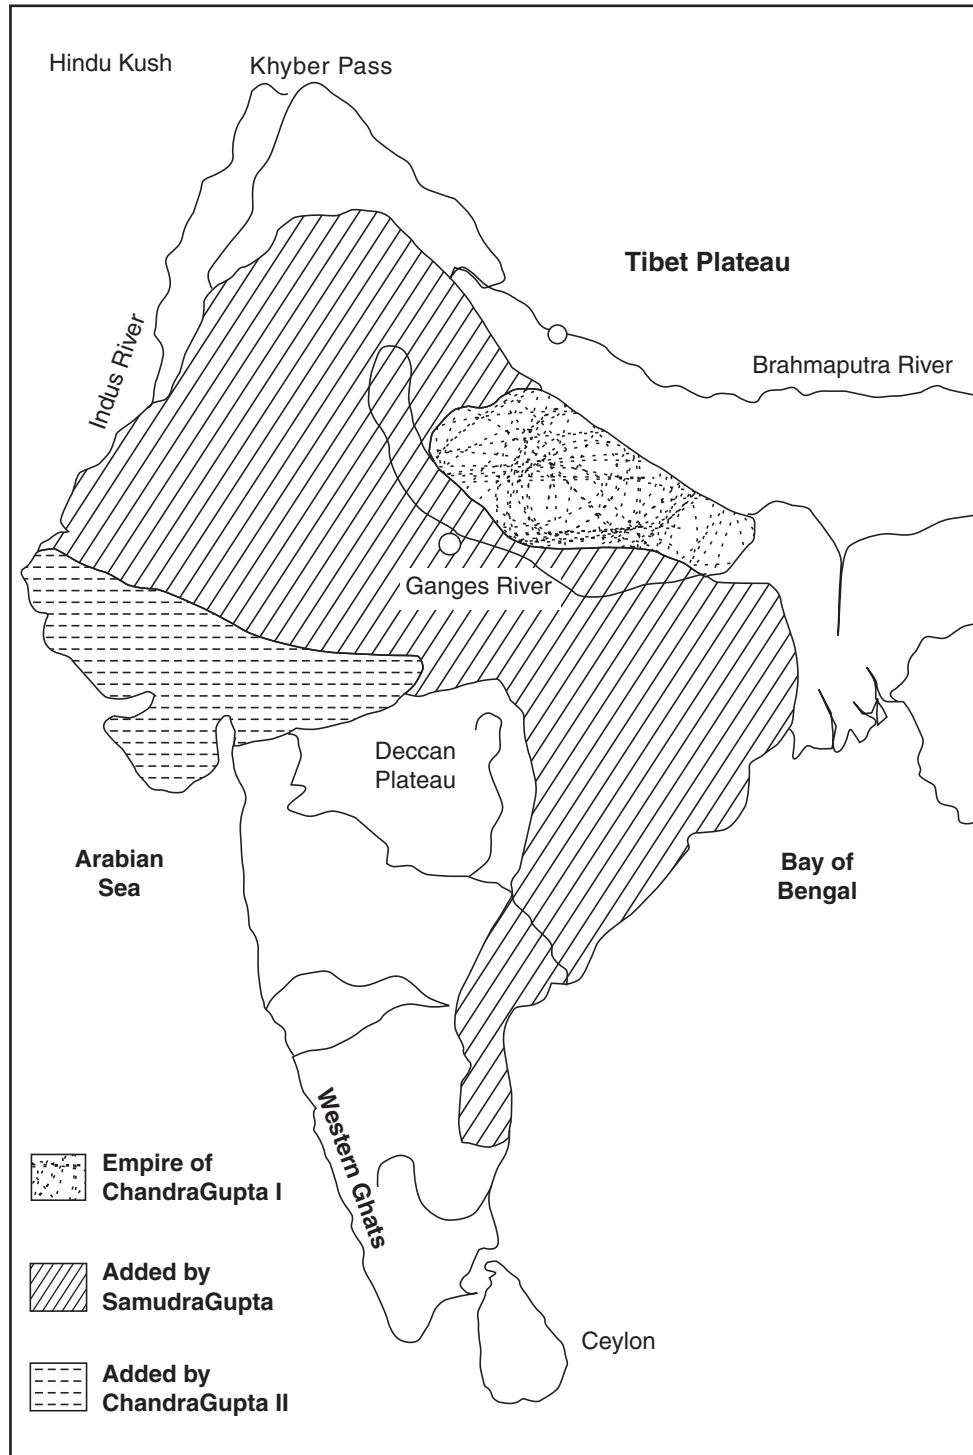 Hindu Kush
Khyber Pass
Tibet Plateau
Indus River
Brahmaputra River
Ganges River
Deccan
Plateau
Arabian
Sea
Bay of
Bengal
Western Ghats
Empire of
ChandraGupta I
Added by
SamudraGupta
Ceylon
Added by
ChandraGupta II